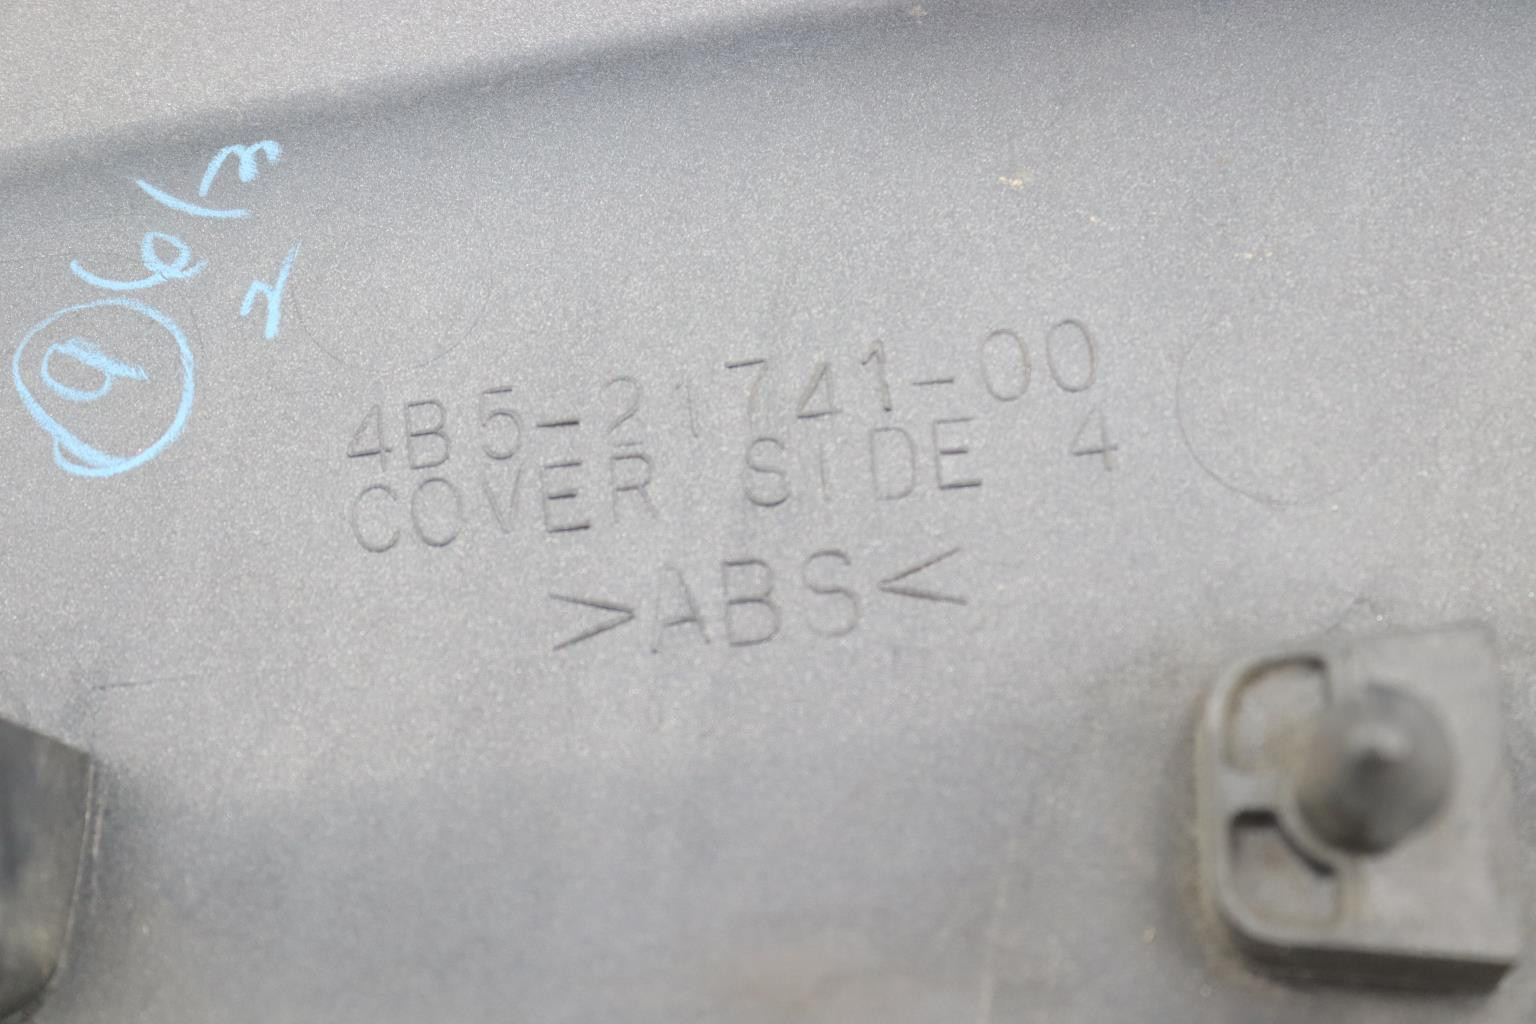 4B5-21741-00
COVER SIDE 4
>ABS<